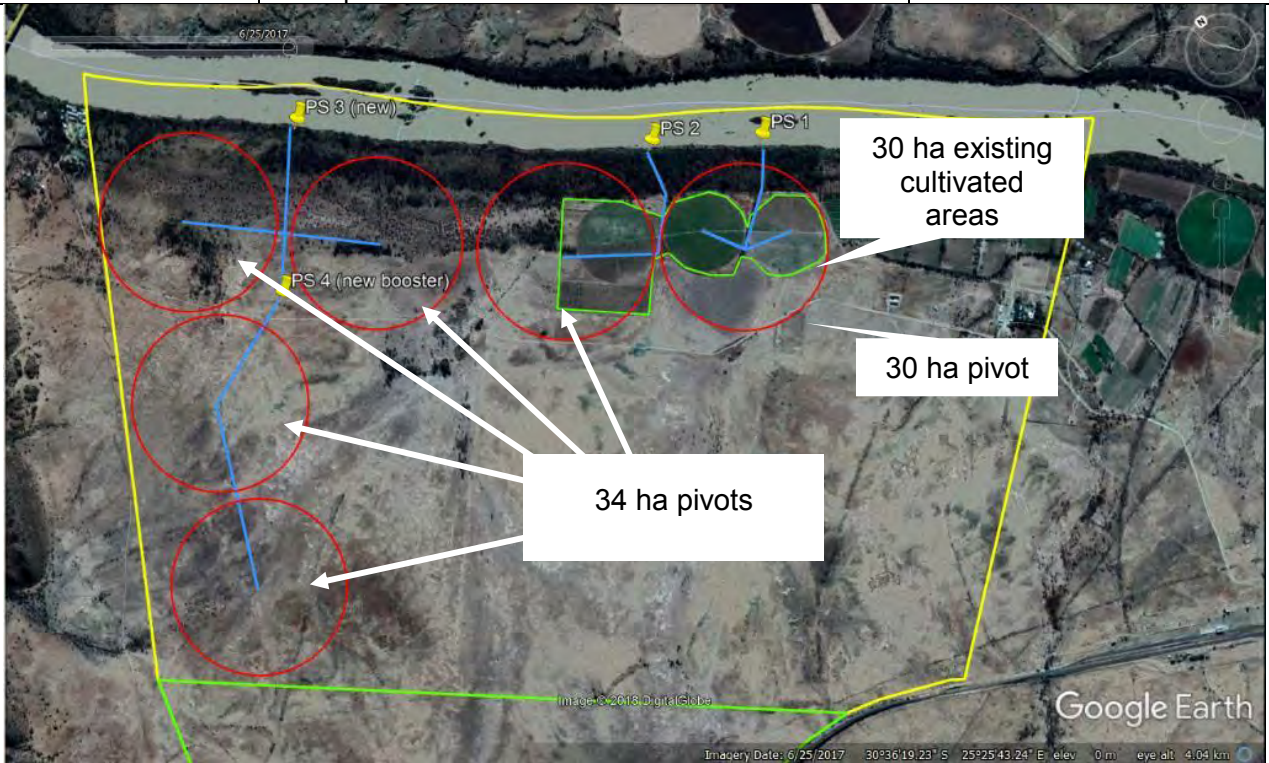 6/25/2017
N
PS 3 (new)
PS 2
PS 1
30 ha existing
cultivated
areas
PS 4 (new booster)
30 ha pivot
34 ha pivots
Image © 2018 DigitalGlobe
Google Earth
Imagery Date: 6/25/2017 30°36'19.23" S 25°25'43.24" E elev 0 m eye alt 4.04 km